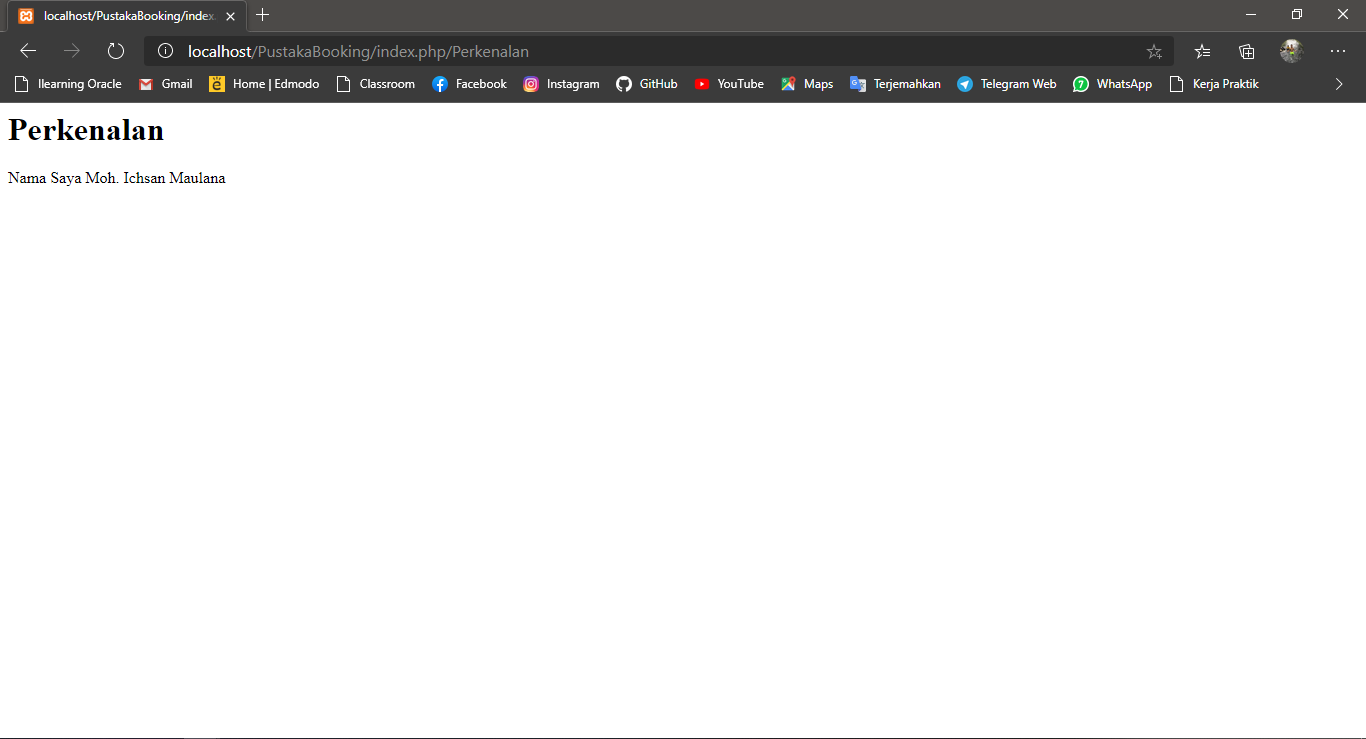 localhost/PustakaBooking/index.
localhost/PustakaBooking/index.php/Perkenalan
Ilearning Oracle Gmail Home | Edmodo Classroom Facebook Instagram GitHub YouTube Maps Terjemahkan Telegram Web WhatsApp Kerja Praktik
Perkenalan
Nama Saya Moh. Ichsan Maulana